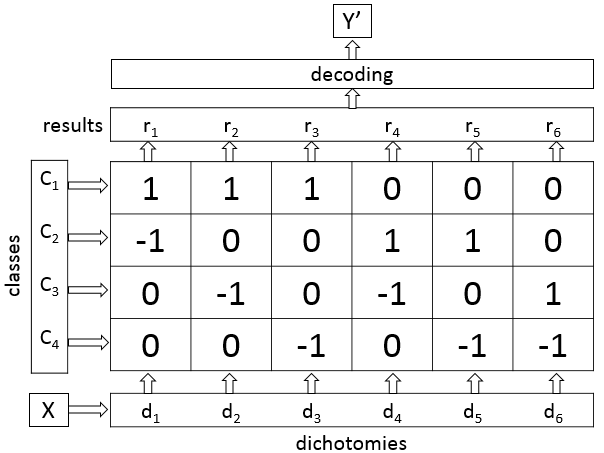 Y’
decoding
results r₁ r₂ r₃ r₄ r₅ r₆
classes
C₁ 1 1 1 0 0 0
C₂ -1 0 0 1 1 0
C₃ 0 -1 0 -1 0 1
C₄ 0 0 -1 0 -1 -1
X d₁ d₂ d₃ d₄ d₅ d₆
dichotomies